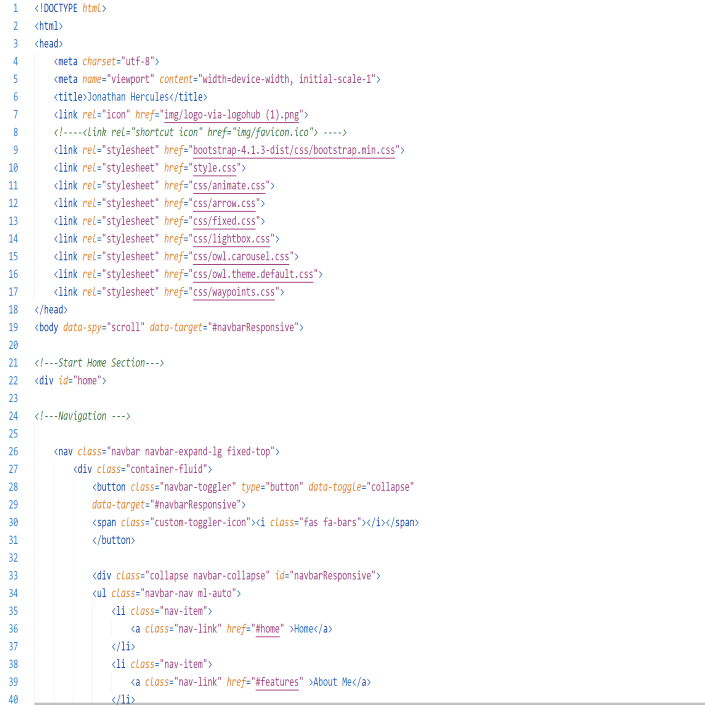 1 <!DOCTYPE html>
2 <html>
3 <head>
4 <meta charset="utf-8">
5 <meta name="viewport" content="width=device-width, initial-scale-1">
6 <title>Jonathan Hercules</title>
7 <link rel="icon" href="img/logo-via-logohub (1).png">
8 <!----<link rel="shortcut icon" href="img/favicon.ico"> ---->
9 <link rel="stylesheet" href="bootstrap-4.1.3-dist/css/bootstrap.min.css">
10 <link rel="stylesheet" href="style.css">
11 <link rel="stylesheet" href="css/animate.css">
12 <link rel="stylesheet" href="css/arrow.css">
13 <link rel="stylesheet" href="css/fixed.css">
14 <link rel="stylesheet" href="css/lightbox.css">
15 <link rel="stylesheet" href="css/owl.carousel.css">
16 <link rel="stylesheet" href="css/owl.theme.default.css">
17 <link rel="stylesheet" href="css/waypoints.css">
18 </head>
19 <body data-spy="scroll" data-target="#navbarResponsive">
20
21 <!---Start Home Section--->
22 <div id="home">
23
24 <!---Navigation --->
25
26 <nav class="navbar navbar-expand-lg fixed-top">
27 <div class="container-fluid">
28 <button class="navbar-toggler" type="button" data-toggle="collapse"
29 data-target="#navbarResponsive">
30 <span class="custom-toggler-icon"><i class="fas fa-bars"></i></span>
31 </button>
32
33 <div class="collapse navbar-collapse" id="navbarResponsive">
34 <ul class="navbar-nav ml-auto">
35 <li class="nav-item">
36 <a class="nav-link" href="#home" >Home</a>
37 </li>
38 <li class="nav-item">
39 <a class="nav-link" href="#features" >About Me</a>
40 </li>